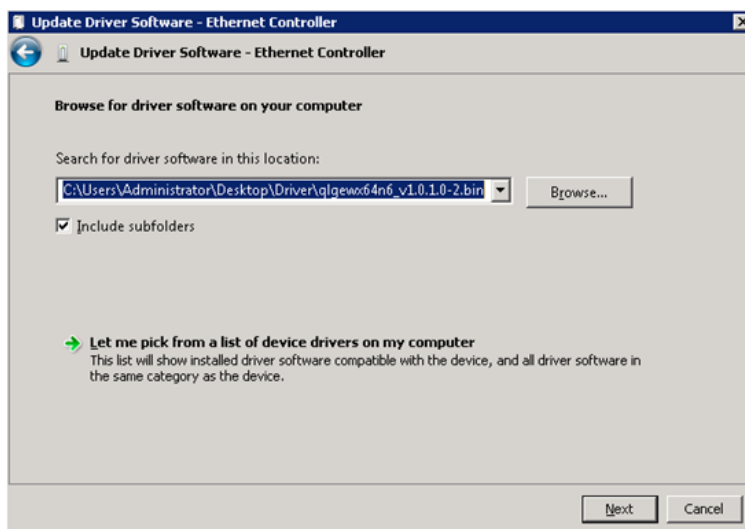 Update Driver Software - Ethernet Controller
Update Driver Software - Ethernet Controller
Browse for driver software on your computer
Search for driver software in this location:
C:\Users\Administrator\Desktop\Driver\qlgewx64n6_v1.0.1.0-2.bin
Browse...
Include subfolders
Let me pick from a list of device drivers on my computer
This list will show installed driver software compatible with the device, and all driver software in
the same category as the device.
Next
Cancel